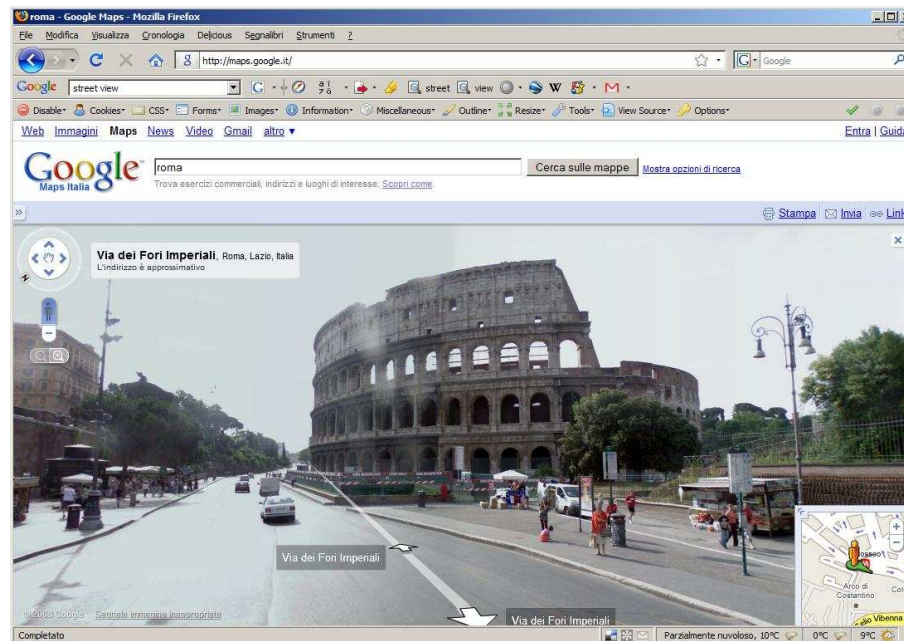 roma - Google Maps - Mozilla Firefox
File Modifica Visualizza Cronologia Delicious Segnalibri Strumenti ?
http://maps.google.it/ Google
Google street view street view
Disable Cookies CSS Forms Images Information Miscellaneous Outline Resize Tools View Source Options
Web Immagini Maps News Video Gmail altro ▼ Entra | Guida
Google™ roma Cerca sulle mappe Mostra opzioni di ricerca
Maps Italia Trova esercizi commerciali, indirizzi e luoghi di interesse. Scopri come.
» Stampa Invia Link
Via dei Fori Imperiali, Roma, Lazio, Italia
L'indirizzo è approssimativo
N
Via dei Fori Imperiali
Arco di
Costantino
Vibenna
© 2008 Google Segnala immagine inappropriata
Via dei Fori Imperiali
Completato Parzialmente nuvoloso, 10°C 0°C 9°C